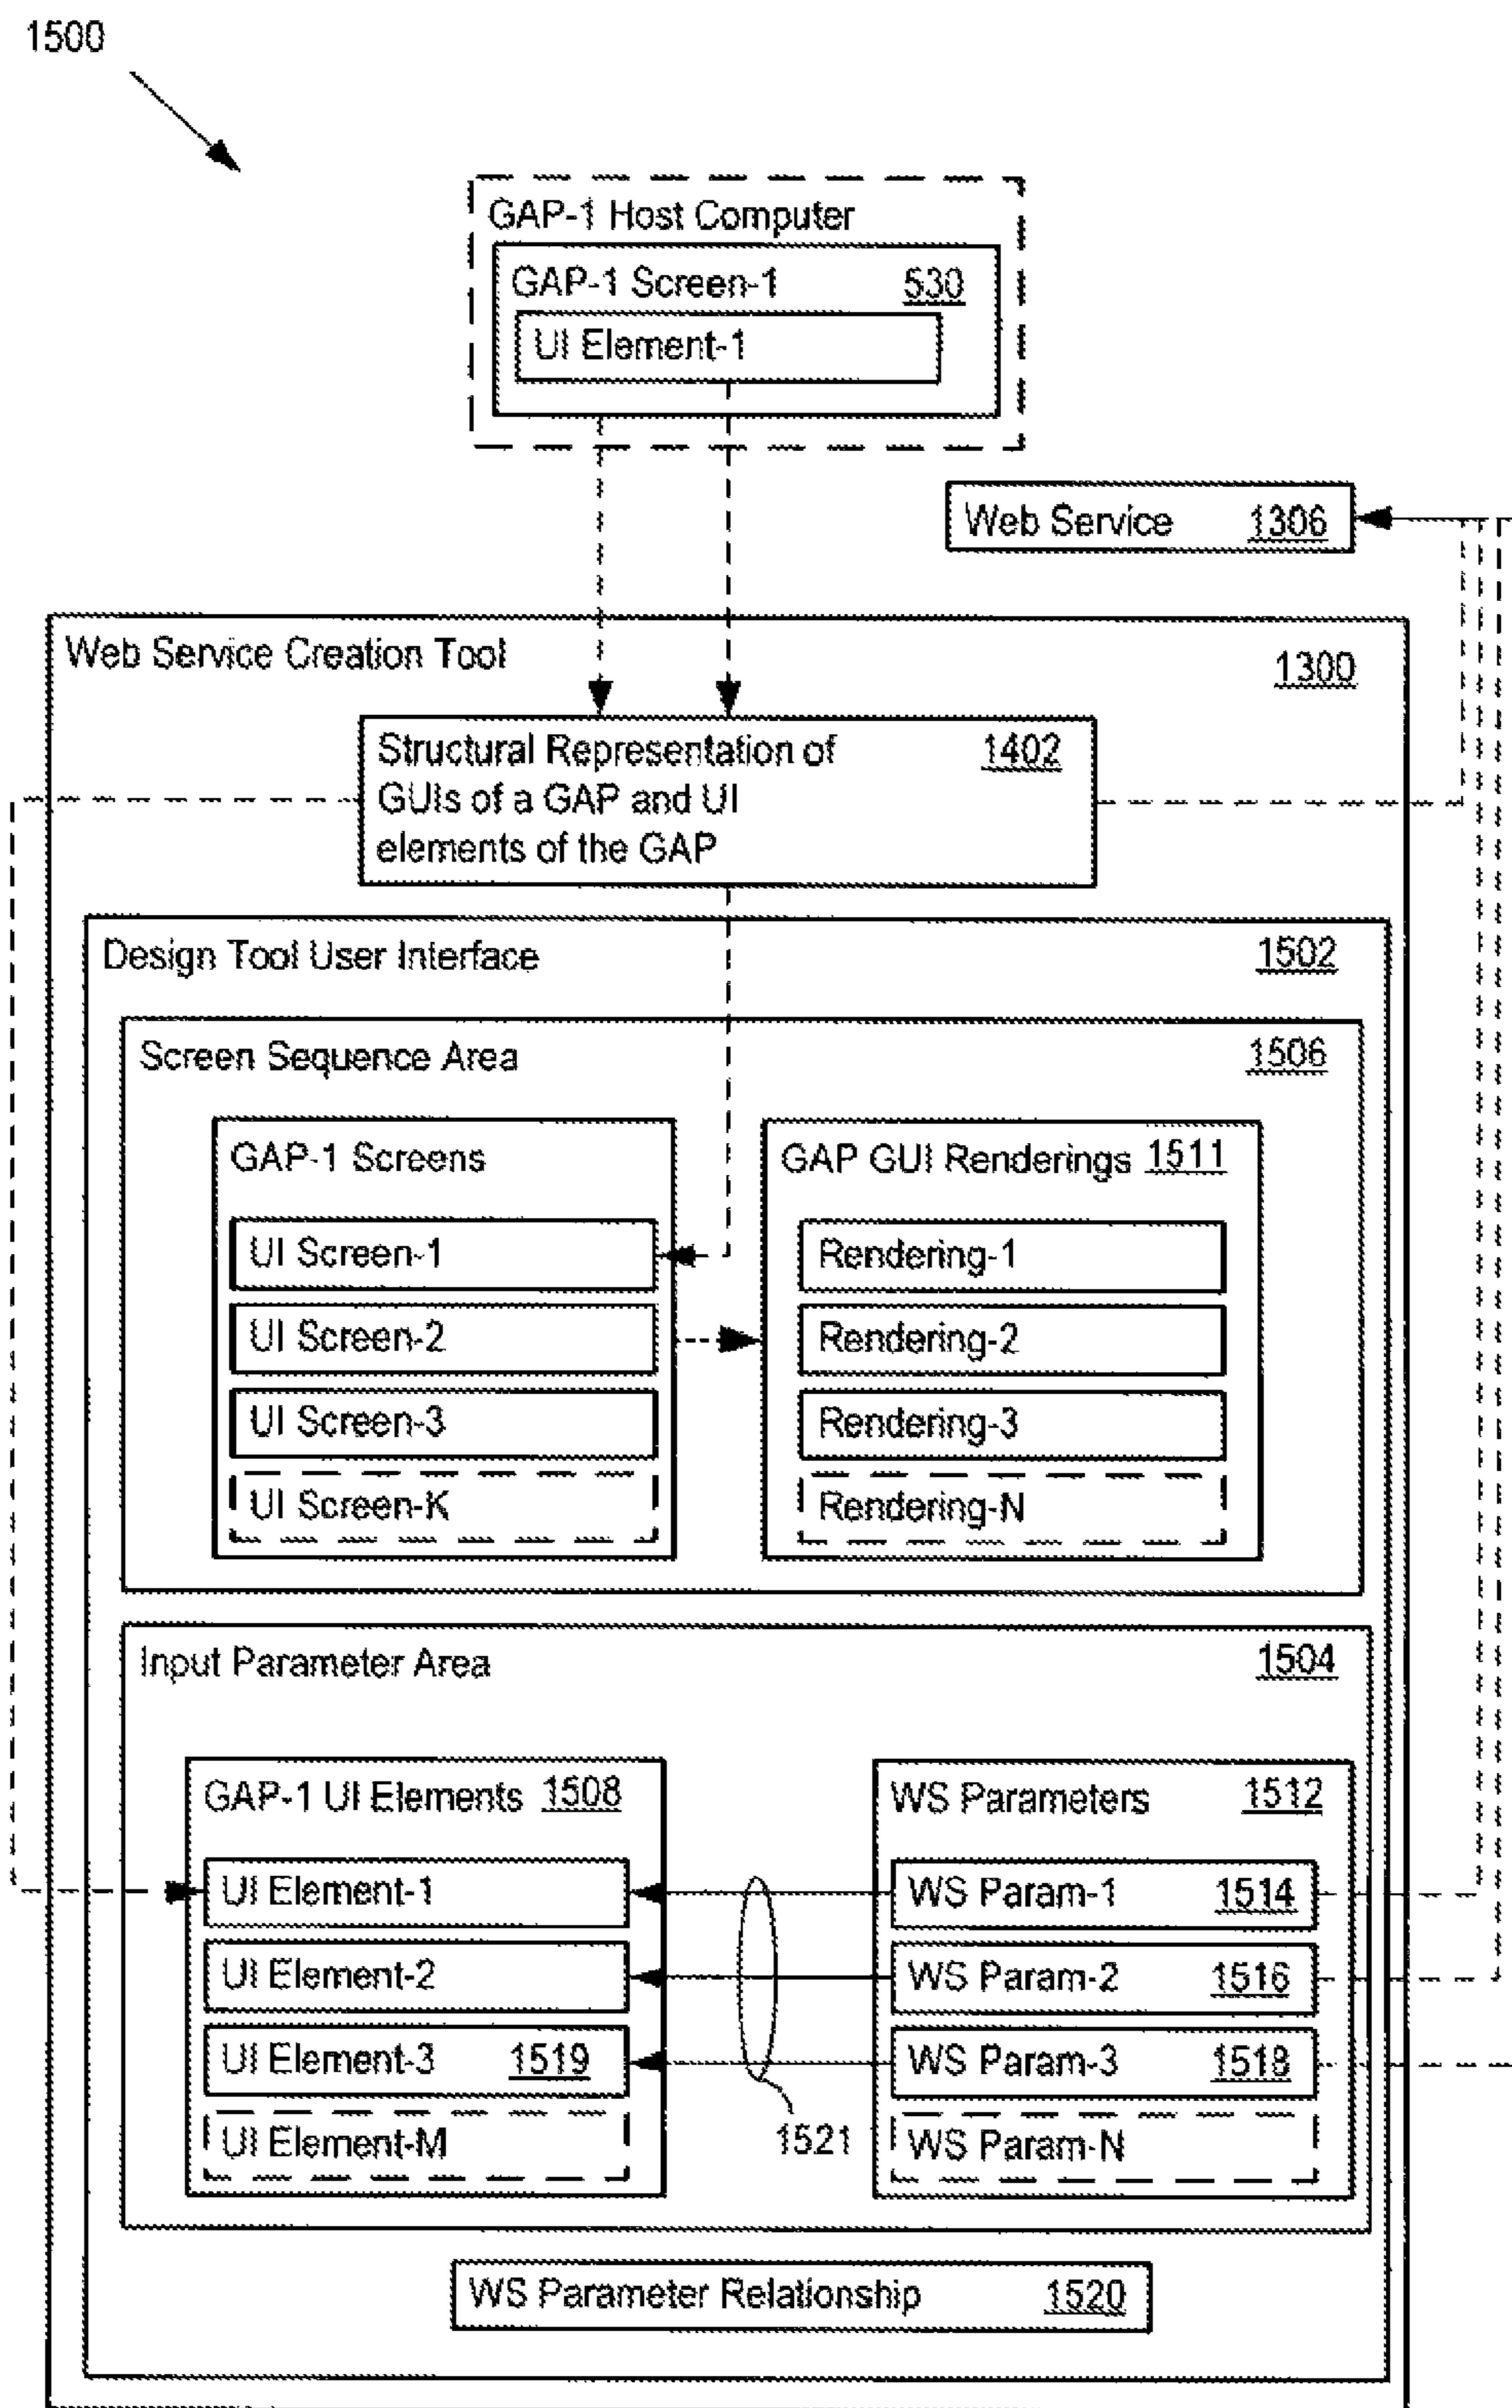 1500
GAP-1 Host Computer
GAP-1 Screen-1 530
UI Element-1
Web Service 1306
Web Service Creation Tool 1300
Structural Representation of 1402
GUIs of a GAP and UI
elements of the GAP
Design Tool User Interface 1502
Screen Sequence Area 1506
GAP-1 Screens
UI Screen-1
UI Screen-2
UI Screen-3
UI Screen-K
GAP GUI Renderings 1511
Rendering-1
Rendering-2
Rendering-3
Rendering-N
Input Parameter Area 1504
GAP-1 UI Elements 1508
UI Element-1
UI Element-2
UI Element-3 1519
UI Element-M
1521
WS Parameters 1512
WS Param-1 1514
WS Param-2 1516
WS Param-3 1518
WS Param-N
WS Parameter Relationship 1520